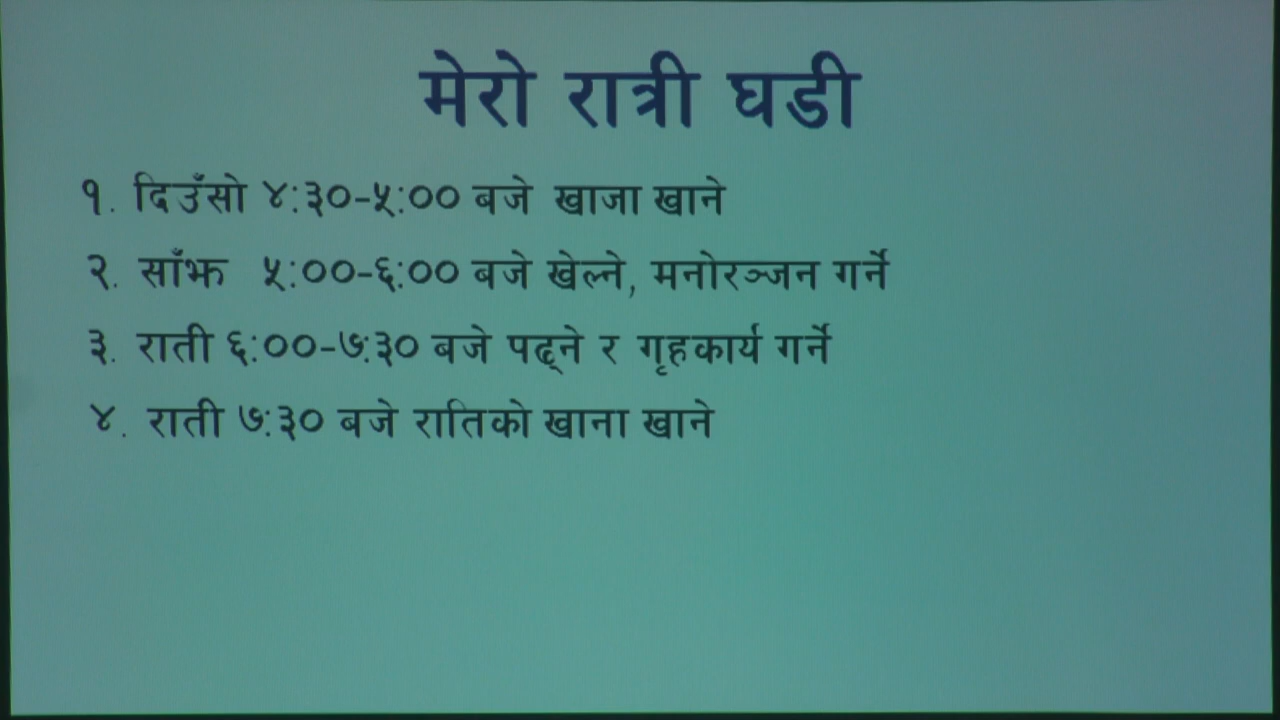 मेरो रात्री घडी
१. दिउँसो ४:३०-५:०० बजे खाजा खाने
२. साँझ ५:००-६:०० बजे खेल्ने, मनोरञ्जन गर्ने
३. राती ६:००-७:३० बजे पढ्ने र गृहकार्य गर्ने
४. राती ७:३० बजे रातिको खाना खाने